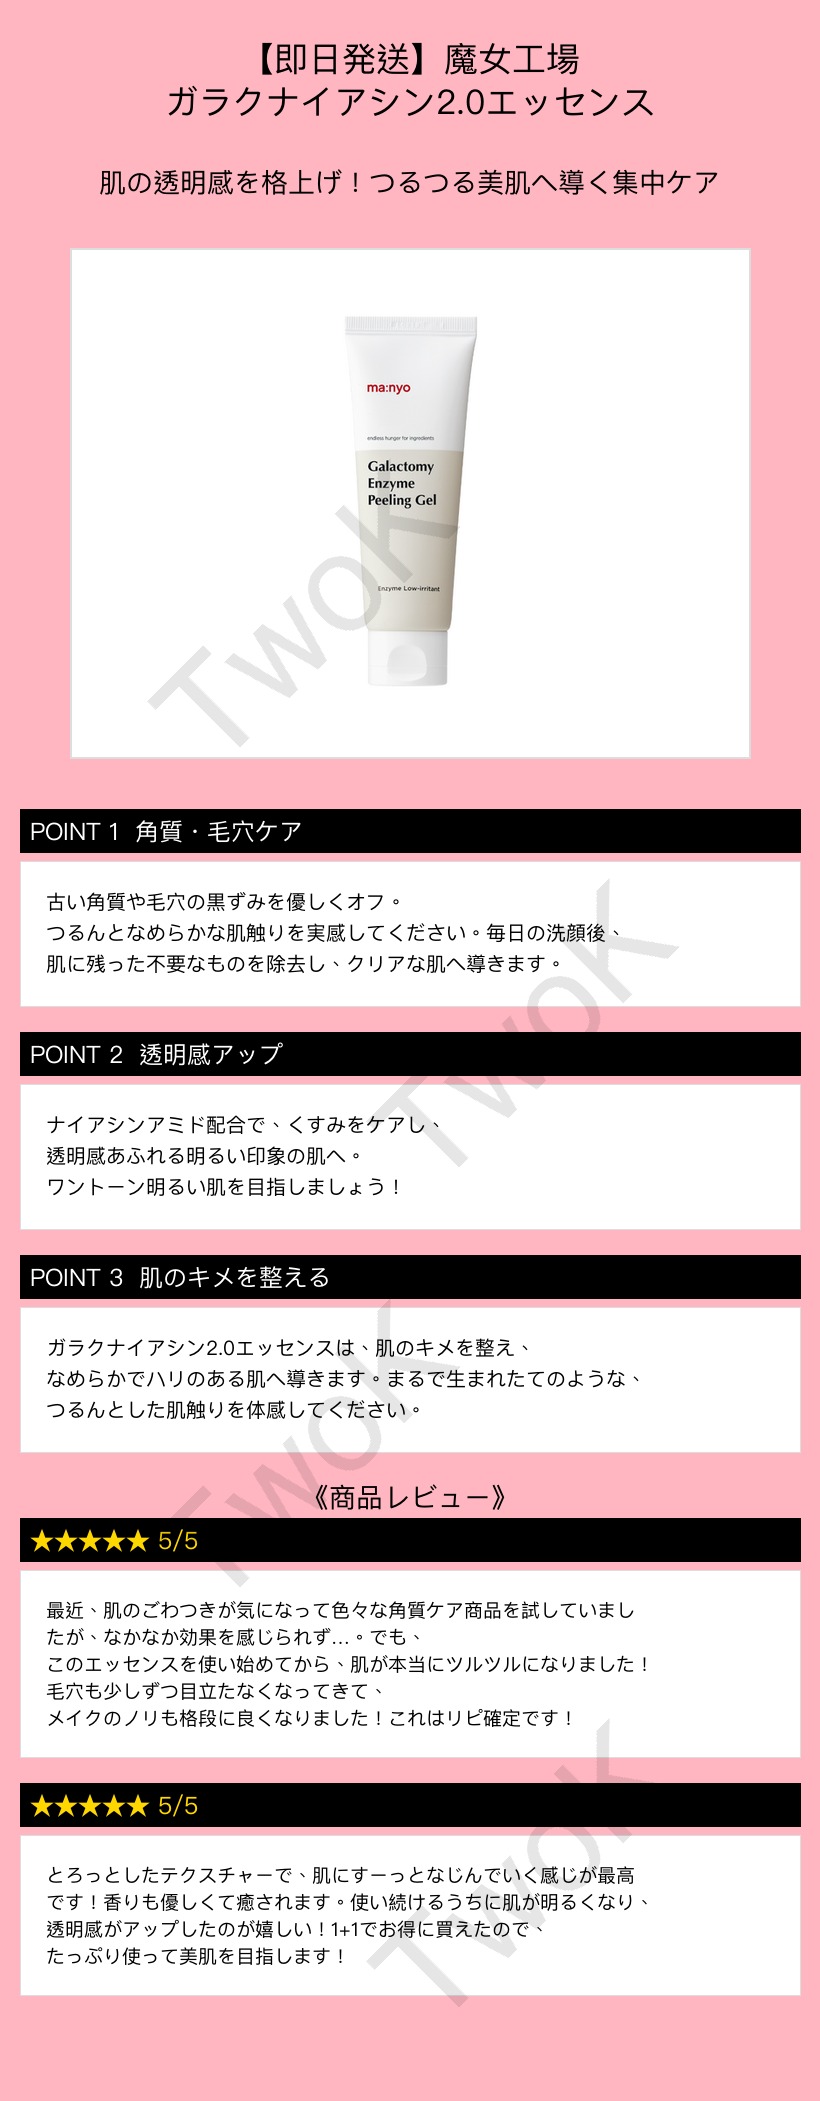 【即日発送】魔女工場
ガラクナイアシン2.0エッセンス
肌の透明感を格上げ！つるつる美肌へ導く集中ケア
ma:nyo
endless hunger for ingredients
Galactomy
Enzyme
Peeling Gel
Enzyme Low-irritant
TwoK
POINT 1 角質・毛穴ケア
古い角質や毛穴の黒ずみを優しくオフ。
つるんとなめらかな肌触りを実感してください。毎日の洗顔後、
肌に残った不要なものを除去し、クリアな肌へ導きます。
TwoK
POINT 2 透明感アップ
ナイアシンアミド配合で、くすみをケアし、
透明感あふれる明るい印象の肌へ。
ワントーン明るい肌を目指しましょう！
POINT 3 肌のキメを整える
ガラクナイアシン2.0エッセンスは、肌のキメを整え、
なめらかでハリのある肌へ導きます。まるで生まれたてのような、
つるんとした肌触りを体感してください。
TwoK
《商品レビュー》
★★★★★ 5/5
最近、肌のごわつきが気になって色々な角質ケア商品を試していまし
たが、なかなか効果を感じられず…。でも、
このエッセンスを使い始めてから、肌が本当にツルツルになりました！
毛穴も少しずつ目立たなくなってきて、
メイクのノリも格段に良くなりました！これはリピ確定です！
★★★★★ 5/5
とろっとしたテクスチャーで、肌にすーっとなじんでいく感じが最高
です！香りも優しくて癒されます。使い続けるうちに肌が明るくなり、
透明感がアップしたのが嬉しい！1+1でお得に買えたので、
たっぷり使って美肌を目指します！
TwoK